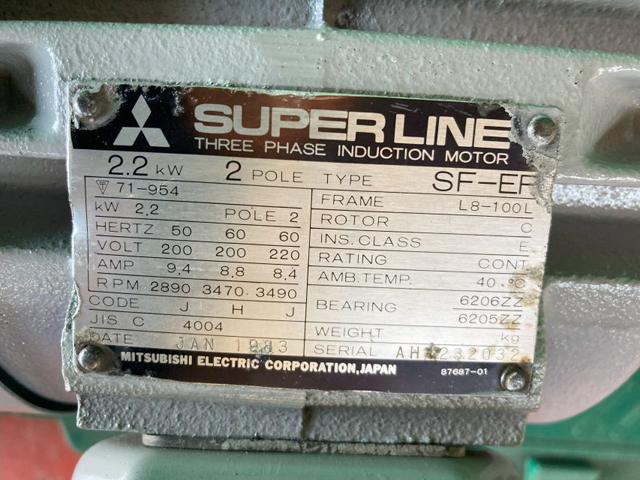 SUPER LINE
THREE PHASE INDUCTION MOTOR
2.2 kW 2 POLE TYPE SF-EF
71-954 FRAME L8-100L
kW 2.2 POLE 2 ROTOR C
HERTZ 50 60 60 INS.CLASS E
VOLT 200 200 220 RATING CONT.
AMP 9.4 8.8 8.4 AMB.TEMP. 40 °C
RPM 2890 3470 3490 BEARING 6206ZZ
CODE J H J 6205ZZ
JIS C 4004 WEIGHT kg
DATE JAN 1983 SERIAL
MITSUBISHI ELECTRIC CORPORATION,JAPAN 87687-01